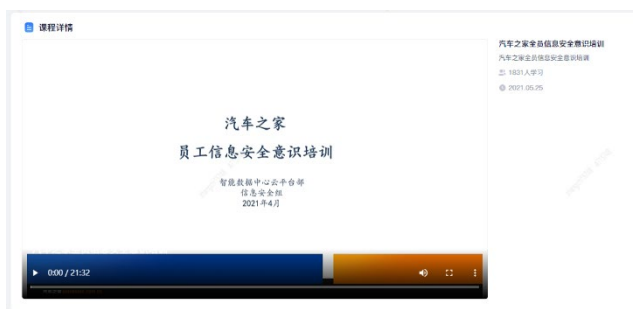 课程详情
汽车之家
员工信息安全意识培训
智能数据中心云平台部
信息安全组
2021年4月
0:00 / 21:32
汽车之家全员信息安全意识培训
汽车之家全员信息安全意识培训
1831人学习
2021.05.25